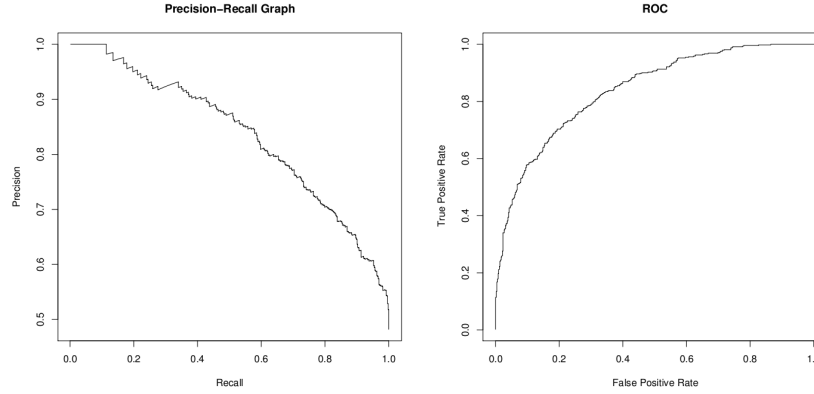 Precision−Recall Graph
1.0
0.9
0.8
0.7
0.6
0.5
Precision
0.0 0.2 0.4 0.6 0.8 1.0
Recall
ROC
1.0
0.8
0.6
0.4
0.2
0.0
True Positive Rate
0.0 0.2 0.4 0.6 0.8
False Positive Rate